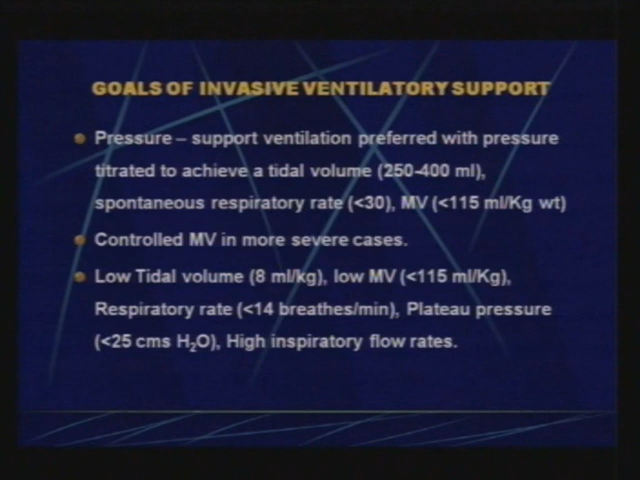 GOALS OF INVASIVE VENTILATORY SUPPORT
Pressure – support ventilation preferred with pressure
titrated to achieve a tidal volume (250-400 ml),
spontaneous respiratory rate (<30), MV (<115 ml/Kg wt)
Controlled MV in more severe cases.
Low Tidal volume (8 ml/kg), low MV (<115 ml/Kg),
Respiratory rate (<14 breathes/min), Plateau pressure
(<25 cms H₂O), High inspiratory flow rates.